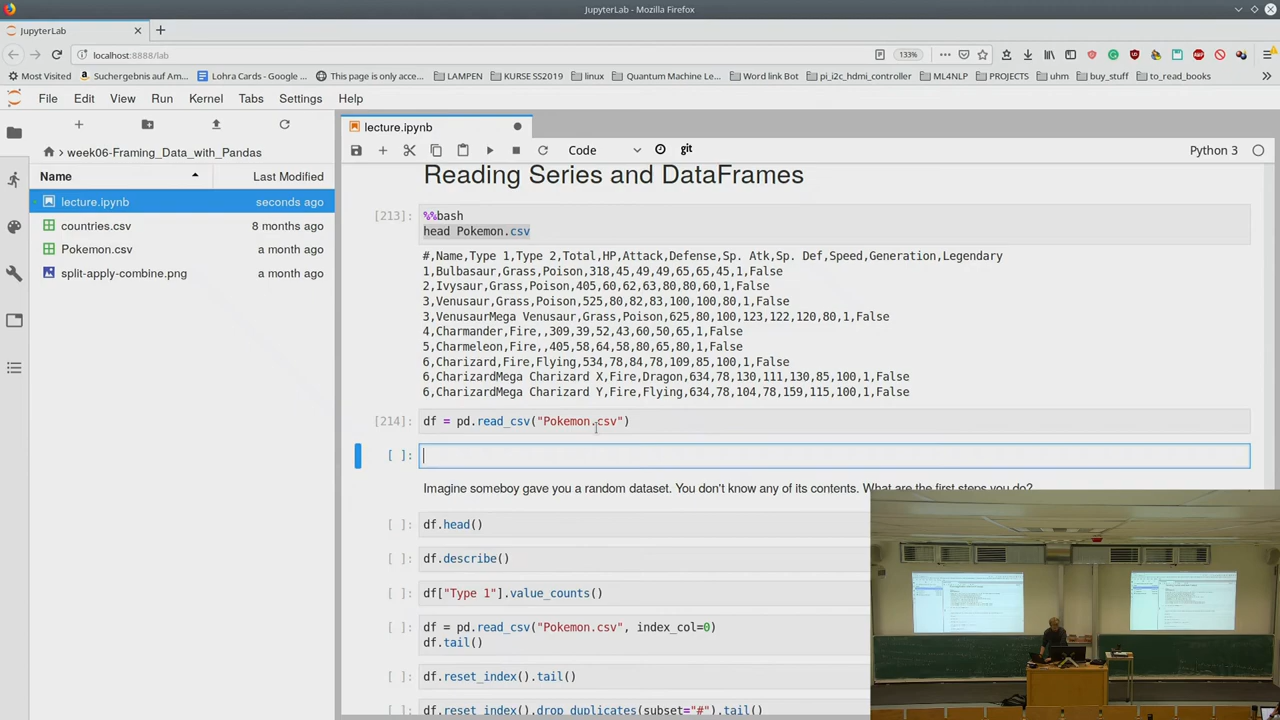 JupyterLab - Mozilla Firefox
JupyterLab
localhost:8888/lab
133%
Most Visited
Suchergebnis auf Am...
Lohra Cards - Google ...
This page is only acce...
LAMPEN
KURSE SS2019
linux
Quantum Machine Le...
Word link Bot
pi_i2c_hdmi_controller
ML4NLP
PROJECTS
uhm
buy_stuff
to_read_books
File
Edit
View
Run
Kernel
Tabs
Settings
Help
week06-Framing_Data_with_Pandas
Name
Last Modified
lecture.ipynb
seconds ago
countries.csv
8 months ago
Pokemon.csv
a month ago
split-apply-combine.png
a month ago
lecture.ipynb
Code
git
Python 3
Reading Series and DataFrames
[213]:
%%bash
head Pokemon.csv
#,Name,Type 1,Type 2,Total,HP,Attack,Defense,Sp. Atk,Sp. Def,Speed,Generation,Legendary
1,Bulbasaur,Grass,Poison,318,45,49,49,65,65,45,1,False
2,Ivysaur,Grass,Poison,405,60,62,63,80,80,60,1,False
3,Venusaur,Grass,Poison,525,80,82,83,100,100,80,1,False
3,VenusaurMega Venusaur,Grass,Poison,625,80,100,123,122,120,80,1,False
4,Charmander,Fire,,309,39,52,43,60,50,65,1,False
5,Charmeleon,Fire,,405,58,64,58,80,65,80,1,False
6,Charizard,Fire,Flying,534,78,84,78,109,85,100,1,False
6,CharizardMega Charizard X,Fire,Dragon,634,78,130,111,130,85,100,1,False
6,CharizardMega Charizard Y,Fire,Flying,634,78,104,78,159,115,100,1,False
[214]: df = pd.read_csv("Pokemon.csv")
[ ]:
Imagine someboy gave you a random dataset. You don't know any of its contents. What are the first steps you do?
[ ]: df.head()
[ ]: df.describe()
[ ]: df["Type 1"].value_counts()
[ ]: df = pd.read_csv("Pokemon.csv", index_col=0)
df.tail()
[ ]: df.reset_index().tail()
[ ]: df.reset_index().drop_duplicates(subset="#").tail()